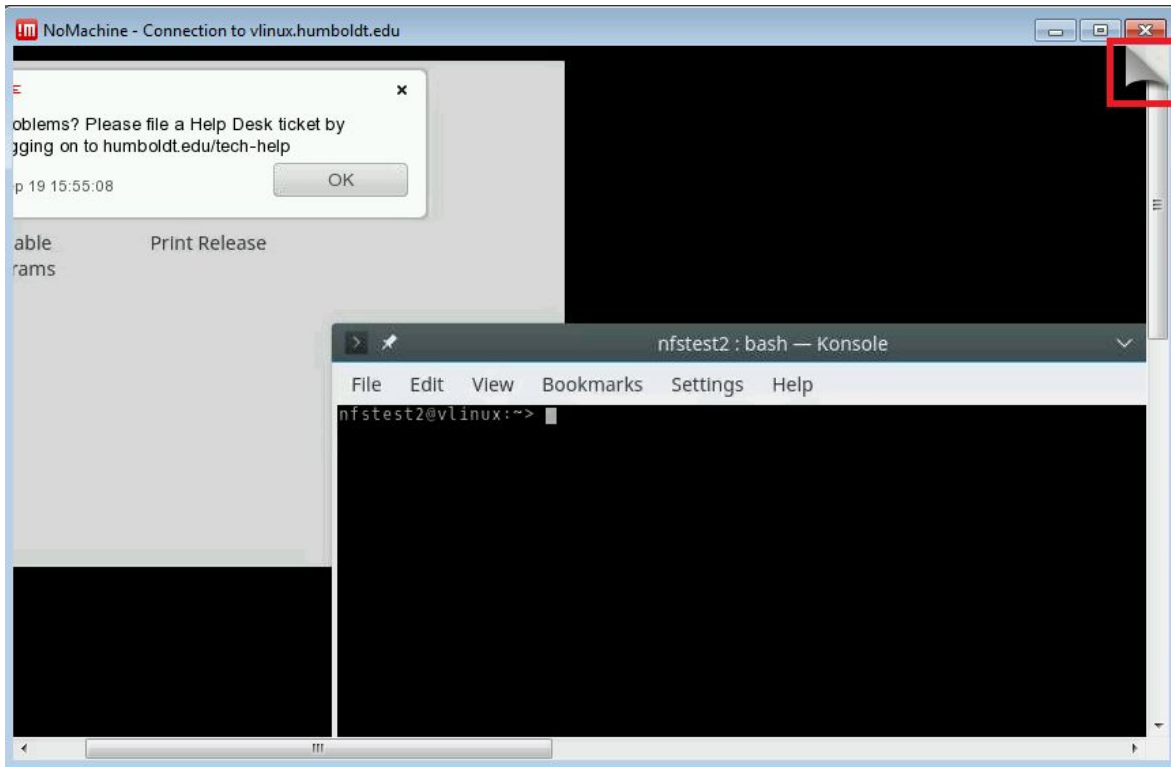 !M NoMachine - Connection to vlinux.humboldt.edu
oblems? Please file a Help Desk ticket by
gging on to humboldt.edu/tech-help
p 19 15:55:08
OK
able Print Release
rams
nfstest2 : bash — Konsole
File Edit View Bookmarks Settings Help
nfstest2@vlinux:~>